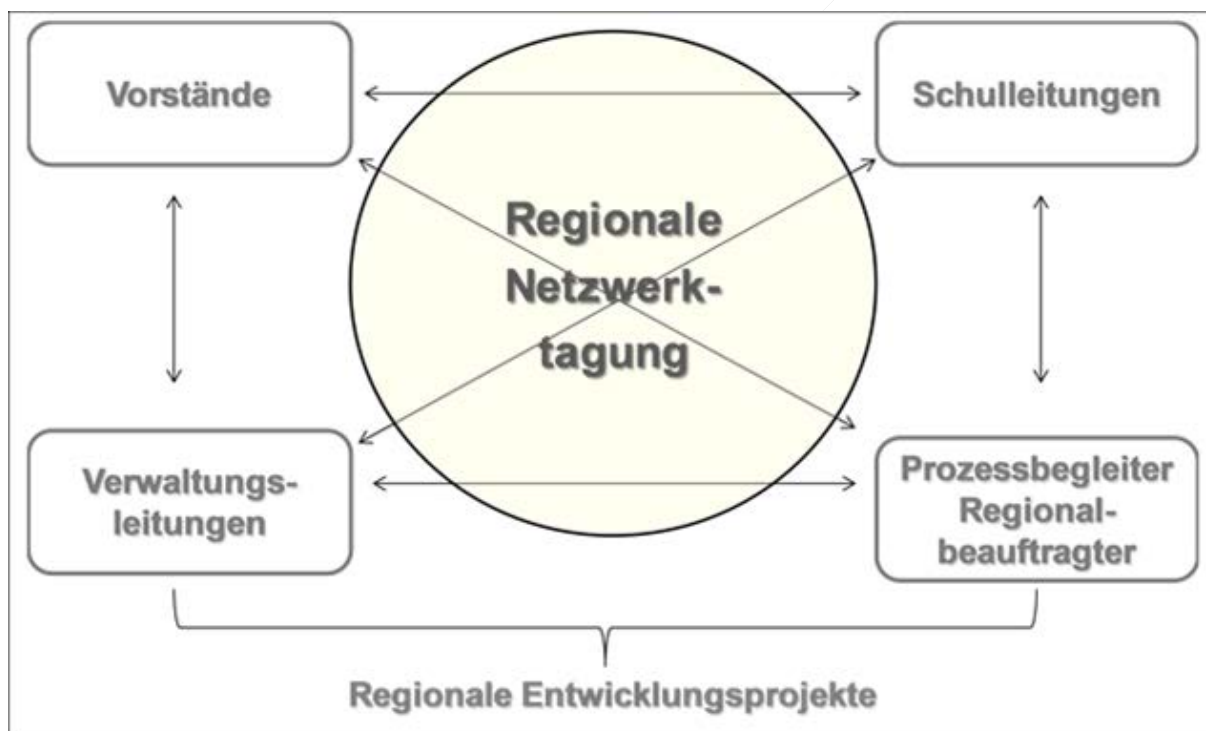 Vorstände
Schulleitungen
Regionale
Netzwerk-
tagung
Verwaltungs-
leitungen
Prozessbegleiter
Regional-
beauftragter
Regionale Entwicklungsprojekte